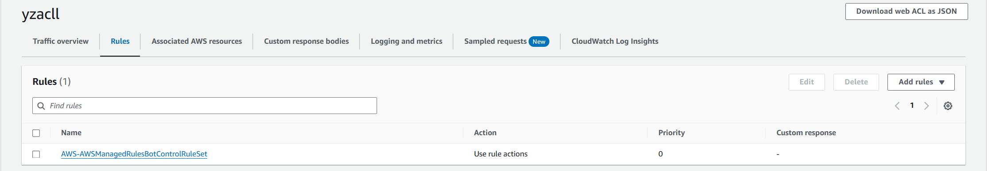 yzacll
Download web ACL as JSON
Traffic overview
Rules
Associated AWS resources
Custom response bodies
Logging and metrics
Sampled requests New
CloudWatch Log Insights
Rules (1)
Edit
Delete
Add rules
Find rules
1
Name Action Priority Custom response
AWS-AWSManagedRulesBotControlRuleSet Use rule actions 0 -